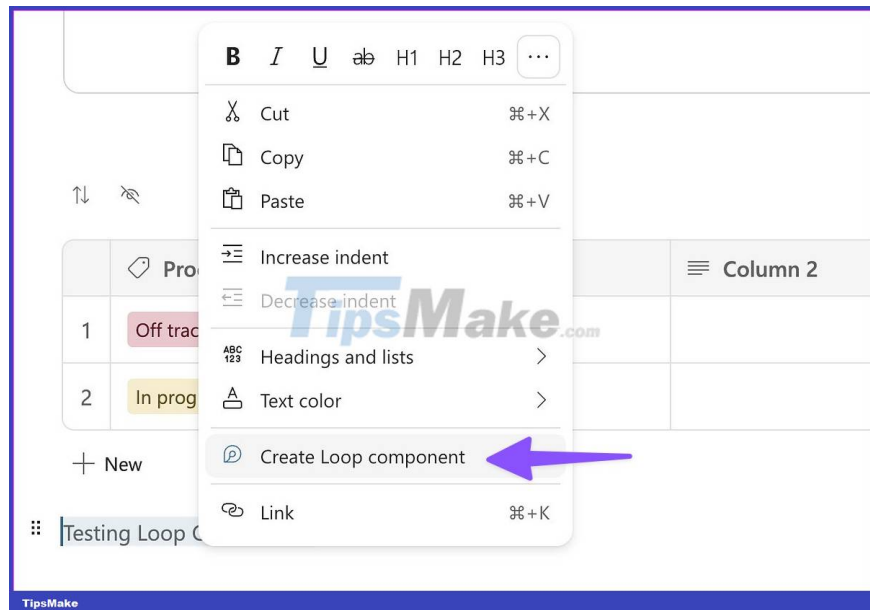 B I U ab H1 H2 H3 ...
Cut ⌘+X
Copy ⌘+C
Paste ⌘+V
Increase indent
Pro Column 2
Decrease indent
TipsMake.com
1 Off trac
ABC
123
Headings and lists
2 In prog
Text color
Create Loop component
New
Link ⌘+K
Testing Loop C
TipsMake